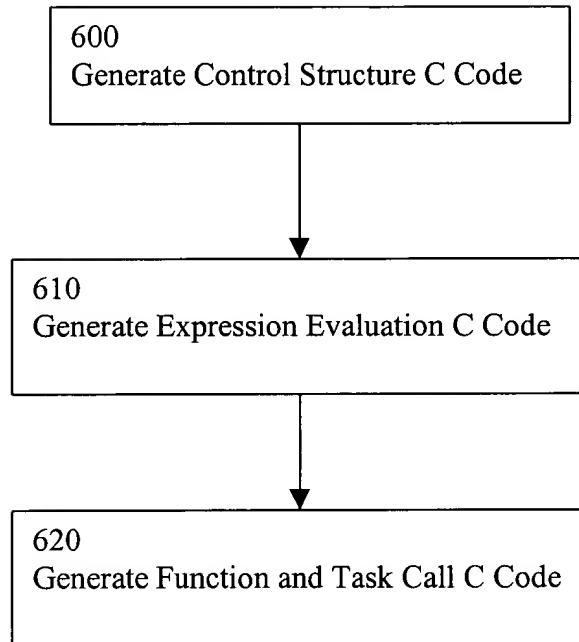 600
Generate Control Structure C Code
610
Generate Expression Evaluation C Code
620
Generate Function and Task Call C Code